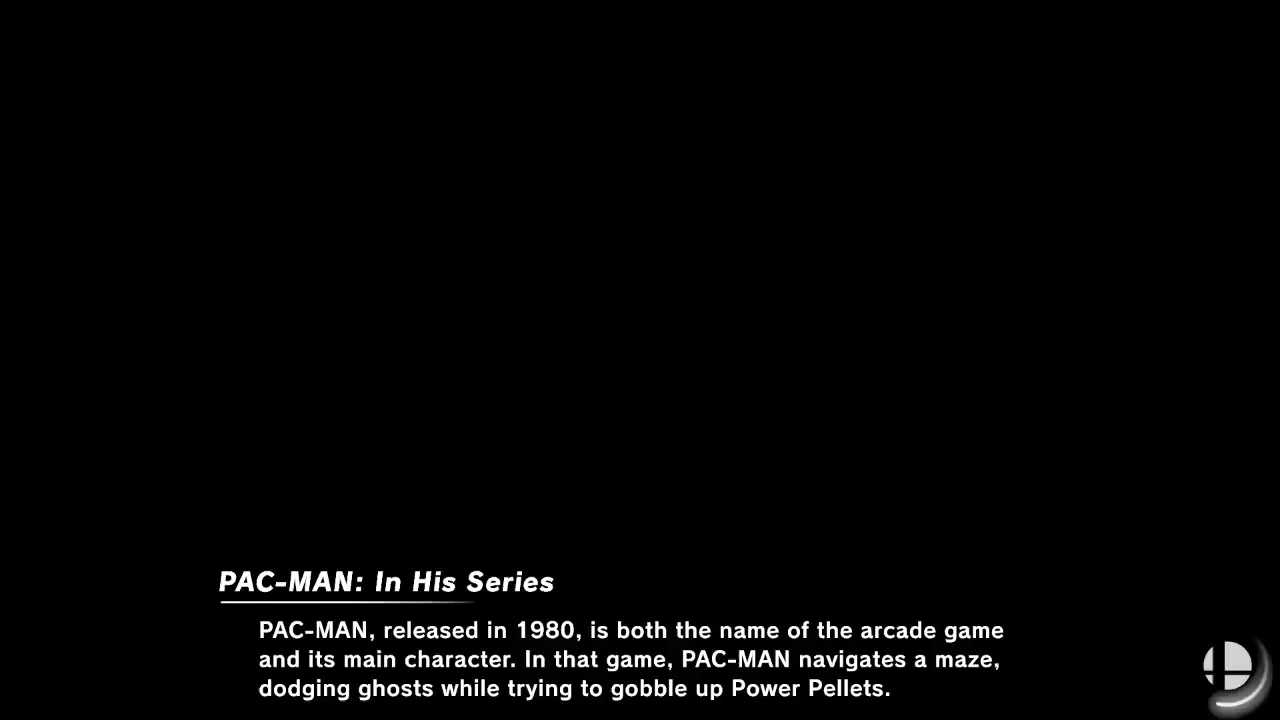 PAC-MAN: In His Series
PAC-MAN, released in 1980, is both the name of the arcade game
and its main character. In that game, PAC-MAN navigates a maze,
dodging ghosts while trying to gobble up Power Pellets.